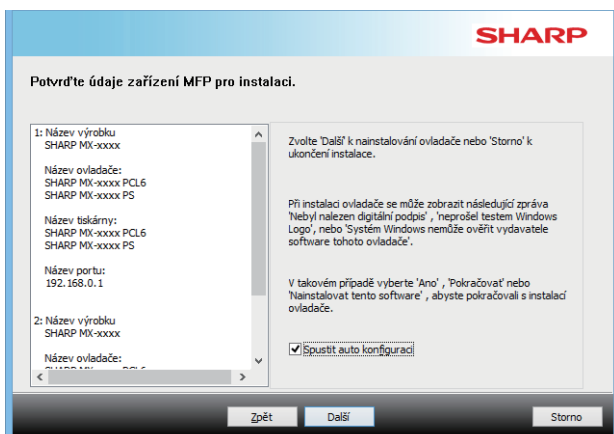 SHARP
Potvrďte údaje zařízení MFP pro instalaci.
1: Název výrobku
SHARP MX-xxxx
Název ovladače:
SHARP MX-xxxx PCL6
SHARP MX-xxxx PS
Název tiskárny:
SHARP MX-xxxx PCL6
SHARP MX-xxxx PS
Název portu:
192.168.0.1
2: Název výrobku
SHARP MX-xxxx
Název ovladače:
Zvolte 'Další' k nainstalování ovladače nebo 'Storno' k
ukončení instalace.
Při instalaci ovladače se může zobrazit následující zpráva
'Nebyl nalezen digitální podpis' , 'neprošel testem Windows
Logo', nebo 'Systém Windows nemůže ověřit vydavatele
software tohoto ovladače'.
V takovém případě vyberte 'Ano' , 'Pokračovat' nebo
'Nainstalovat tento software' , abyste pokračovali s instalací
ovladače.
Spustit auto konfiguraci
Zpět
Další
Storno